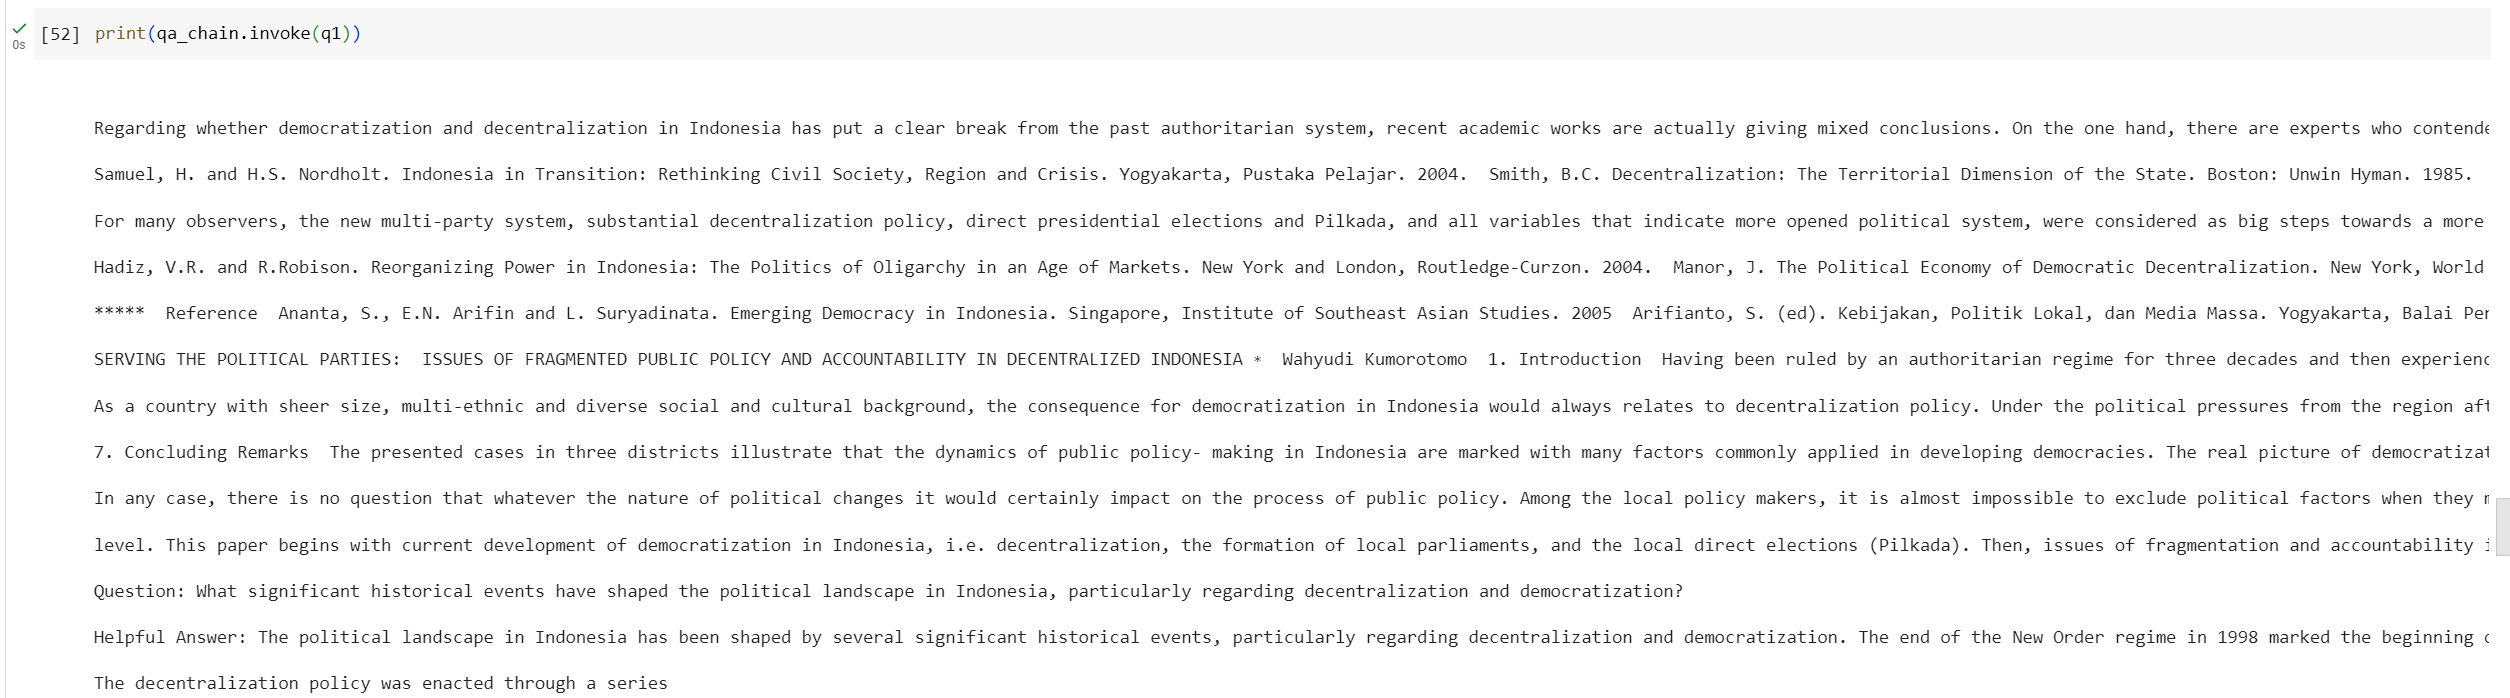 0s
[52] print(qa_chain.invoke(q1))
Regarding whether democratization and decentralization in Indonesia has put a clear break from the past authoritarian system, recent academic works are actually giving mixed conclusions. On the one hand, there are experts who contende
Samuel, H. and H.S. Nordholt. Indonesia in Transition: Rethinking Civil Society, Region and Crisis. Yogyakarta, Pustaka Pelajar. 2004.  Smith, B.C. Decentralization: The Territorial Dimension of the State. Boston: Unwin Hyman. 1985.
For many observers, the new multi-party system, substantial decentralization policy, direct presidential elections and Pilkada, and all variables that indicate more opened political system, were considered as big steps towards a more
Hadiz, V.R. and R.Robison. Reorganizing Power in Indonesia: The Politics of Oligarchy in an Age of Markets. New York and London, Routledge-Curzon. 2004.  Manor, J. The Political Economy of Democratic Decentralization. New York, World
*****  Reference  Ananta, S., E.N. Arifin and L. Suryadinata. Emerging Democracy in Indonesia. Singapore, Institute of Southeast Asian Studies. 2005  Arifianto, S. (ed). Kebijakan, Politik Lokal, dan Media Massa. Yogyakarta, Balai Per
SERVING THE POLITICAL PARTIES:  ISSUES OF FRAGMENTED PUBLIC POLICY AND ACCOUNTABILITY IN DECENTRALIZED INDONESIA *  Wahyudi Kumorotomo  1. Introduction  Having been ruled by an authoritarian regime for three decades and then experienc
As a country with sheer size, multi-ethnic and diverse social and cultural background, the consequence for democratization in Indonesia would always relates to decentralization policy. Under the political pressures from the region aft
7. Concluding Remarks  The presented cases in three districts illustrate that the dynamics of public policy- making in Indonesia are marked with many factors commonly applied in developing democracies. The real picture of democratizat
In any case, there is no question that whatever the nature of political changes it would certainly impact on the process of public policy. Among the local policy makers, it is almost impossible to exclude political factors when they
level. This paper begins with current development of democratization in Indonesia, i.e. decentralization, the formation of local parliaments, and the local direct elections (Pilkada). Then, issues of fragmentation and accountability
Question: What significant historical events have shaped the political landscape in Indonesia, particularly regarding decentralization and democratization?
Helpful Answer: The political landscape in Indonesia has been shaped by several significant historical events, particularly regarding decentralization and democratization. The end of the New Order regime in 1998 marked the beginning
The decentralization policy was enacted through a series